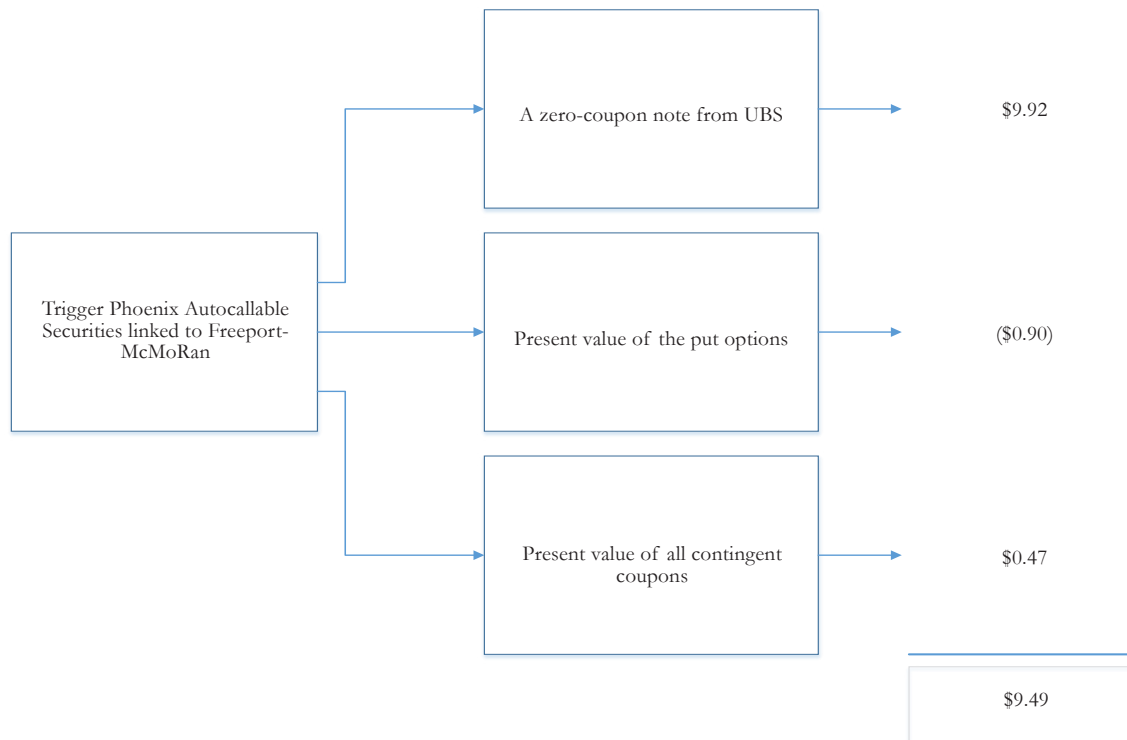 A zero-coupon note from UBS
$9.92
Trigger Phoenix Autocallable
Securities linked to Freeport-
McMoRan
Present value of the put options
($0.90)
Present value of all contingent
coupons
$0.47
$9.49